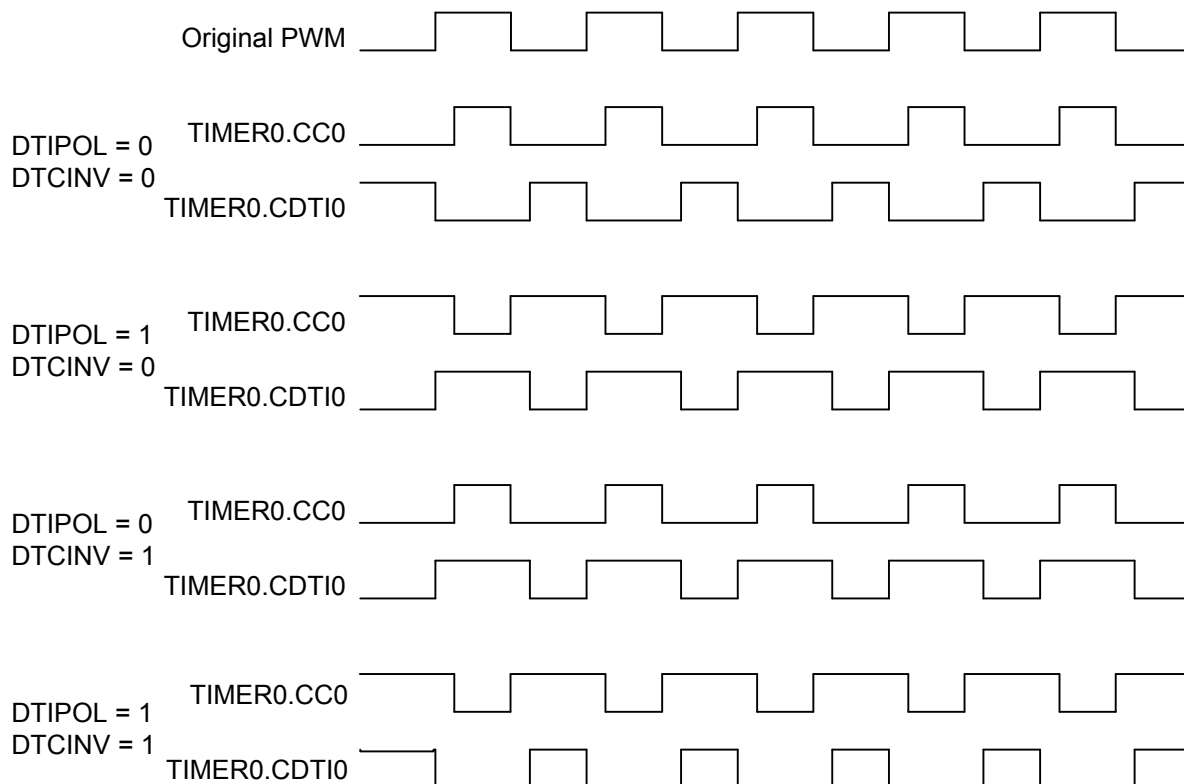 Original PWM
DTIPOL = 0
DTCINV = 0
TIMER0.CC0
TIMER0.CDTI0
DTIPOL = 1
DTCINV = 0
TIMER0.CC0
TIMER0.CDTI0
DTIPOL = 0
DTCINV = 1
TIMER0.CC0
TIMER0.CDTI0
DTIPOL = 1
DTCINV = 1
TIMER0.CC0
TIMER0.CDTI0